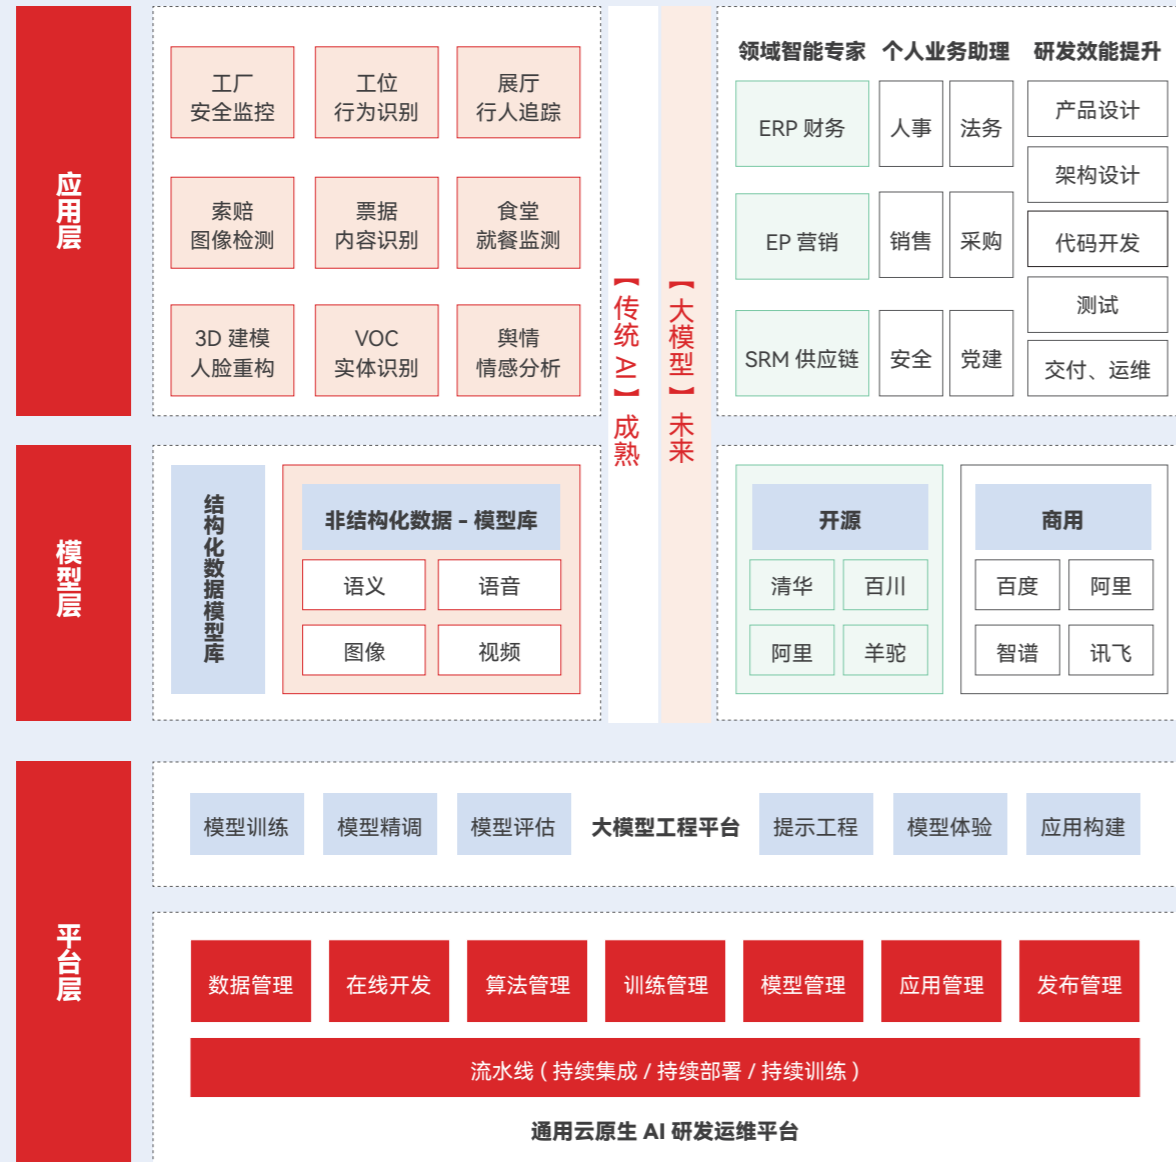 应用层
工厂
安全监控
工位
行为识别
展厅
行人追踪
索赔
图像检测
票据
内容识别
食堂
就餐监测
3D 建模
人脸重构
VOC
实体识别
舆情
情感分析
【传统 AI】成熟
【大模型】未来
领域智能专家
个人业务助理
研发效能提升
ERP 财务
人事
法务
EP 营销
销售
采购
SRM 供应链
安全
党建
产品设计
架构设计
代码开发
测试
交付、运维
模型层
结构化数据模型库
非结构化数据 – 模型库
语义
语音
图像
视频
开源
清华
百川
阿里
羊驼
商用
百度
阿里
智谱
讯飞
平台层
模型训练
模型精调
模型评估
大模型工程平台
提示工程
模型体验
应用构建
数据管理
在线开发
算法管理
训练管理
模型管理
应用管理
发布管理
流水线 ( 持续集成 / 持续部署 / 持续训练 )
通用云原生 AI 研发运维平台